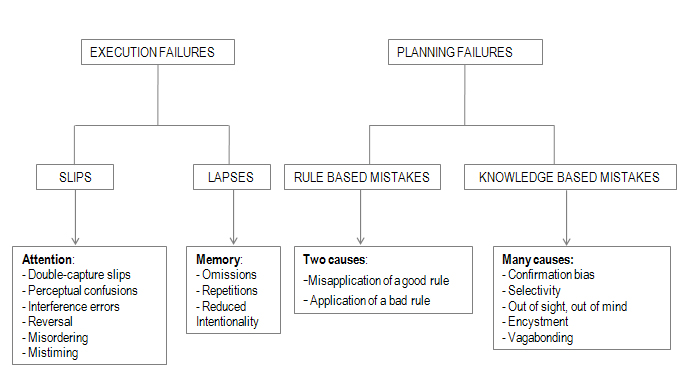 EXECUTION FAILURES
PLANNING FAILURES
SLIPS
LAPSES
RULE BASED MISTAKES
KNOWLEDGE BASED MISTAKES
Attention:
- Double-capture slips
- Perceptual confusions
- Interference errors
- Reversal
- Misordering
- Mistiming
Memory:
- Omissions
- Repetitions
- Reduced
Intentionality
Two causes:
-Misapplication of a good rule
- Application of a bad rule
Many causes:
- Confirmation bias
- Selectivity
- Out of sight, out of mind
- Encystment
- Vagabonding